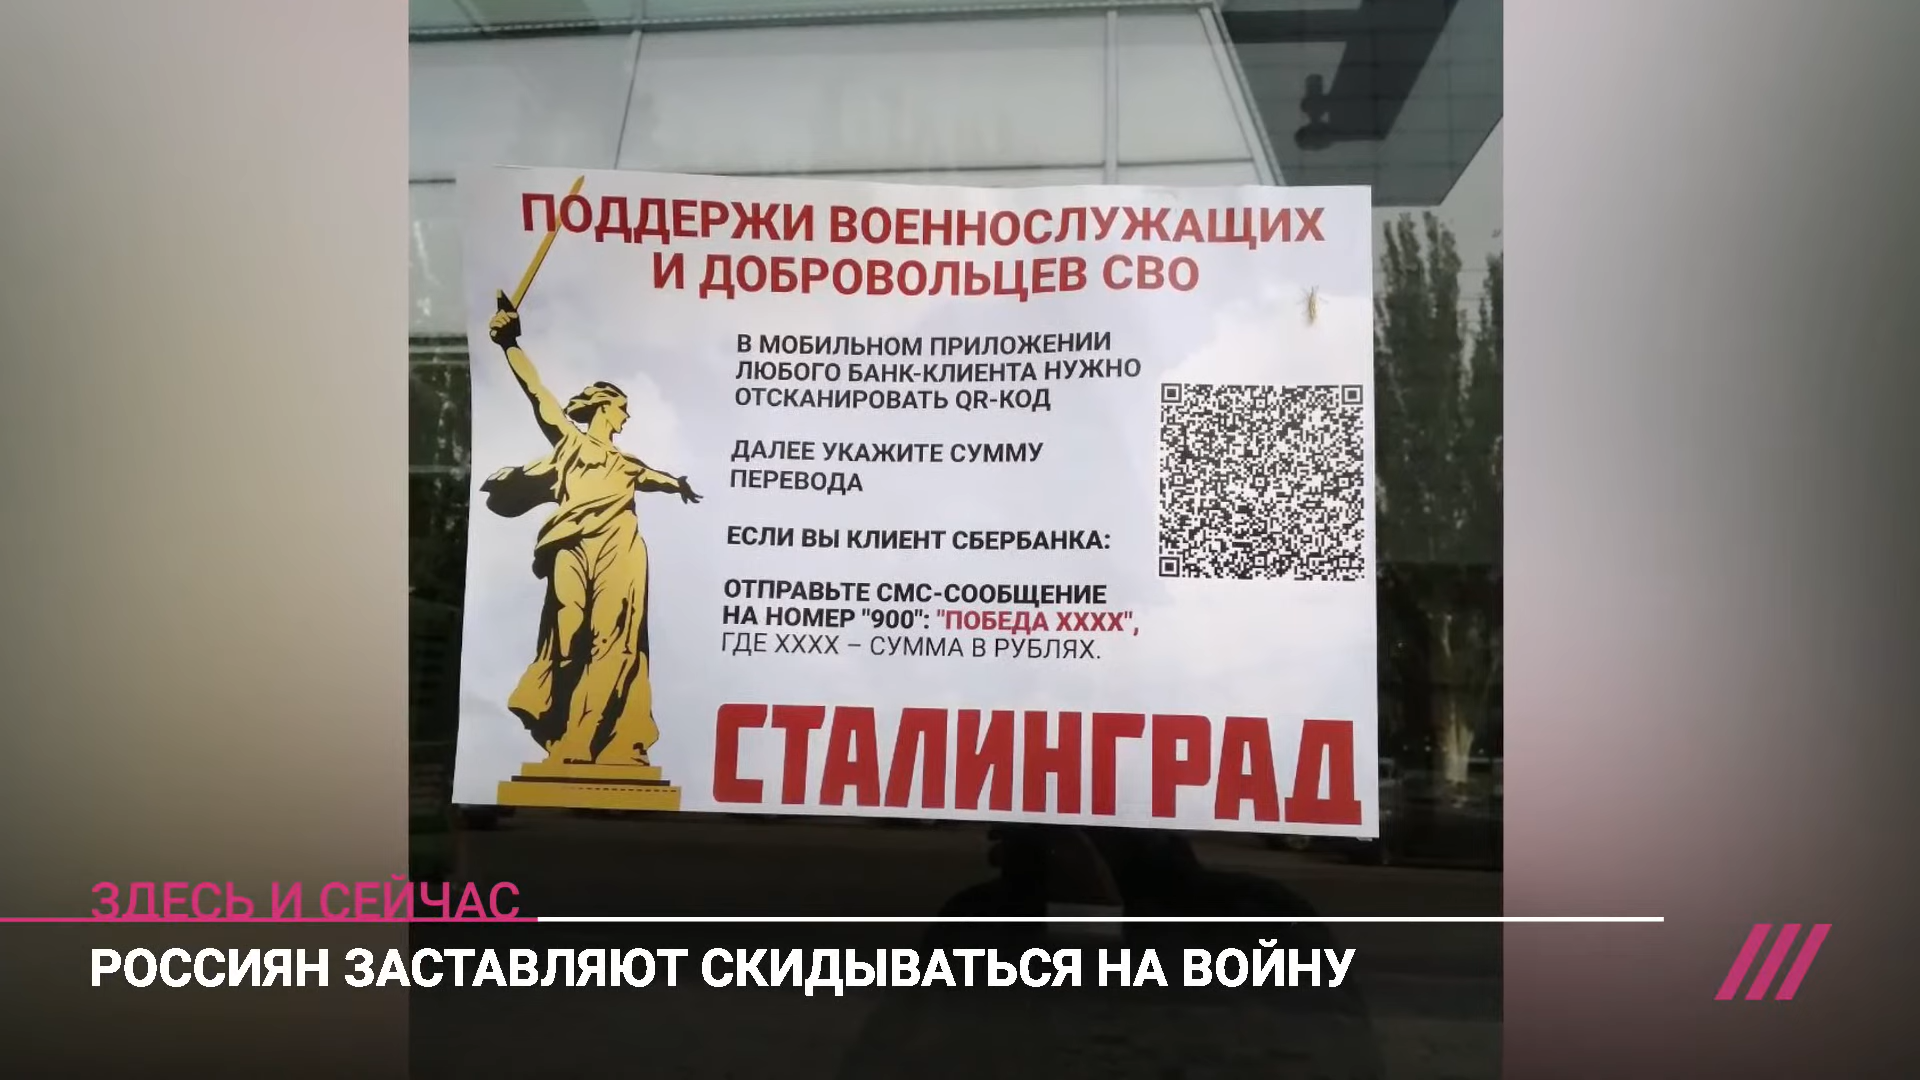 ПОДДЕРЖИ ВОЕННОСЛУЖАЩИХ
И ДОБРОВОЛЬЦЕВ СВО
В МОБИЛЬНОМ ПРИЛОЖЕНИИ
ЛЮБОГО БАНК-КЛИЕНТА НУЖНО
ОТСКАНИРОВАТЬ QR-КОД
ДАЛЕЕ УКАЖИТЕ СУММУ
ПЕРЕВОДА
ЕСЛИ ВЫ КЛИЕНТ СБЕРБАНКА:
ОТПРАВЬТЕ СМС-СООБЩЕНИЕ
НА НОМЕР "900": "ПОБЕДА ХХХХ",
ГДЕ ХХХХ – СУММА В РУБЛЯХ.
СТАЛИНГРАД
ЗДЕСЬ И СЕЙЧАС
РОССИЯН ЗАСТАВЛЯЮТ СКИДЫВАТЬСЯ НА ВОЙНУ